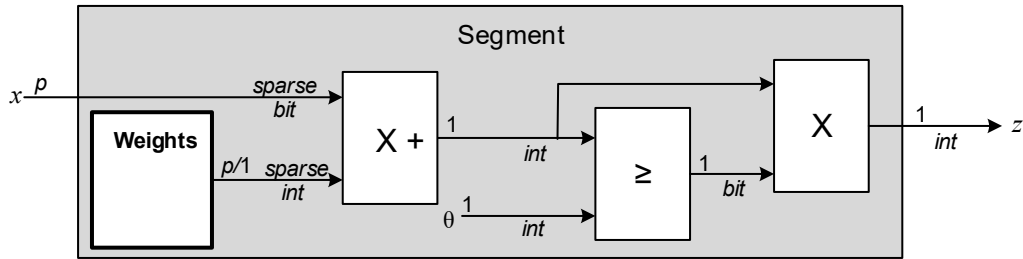 Segment
x p sparse
bit
Weights
X +
1
int
p/1 sparse
int
θ 1
int
≥
1
bit
X
1
int
z